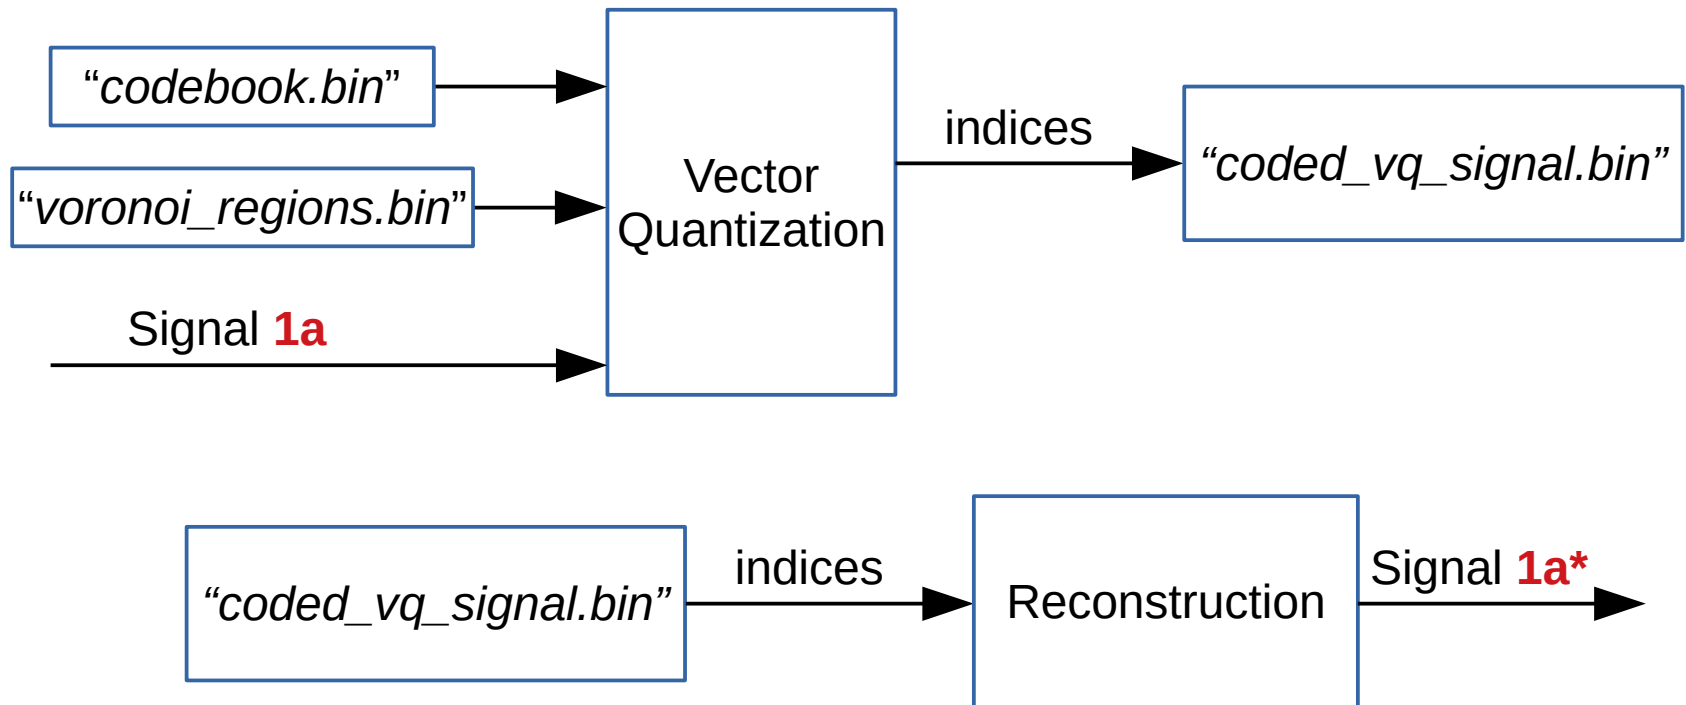 “codebook.bin”
indices
Vector
Quantization
“coded_vq_signal.bin”
“voronoi_regions.bin”
Signal 1a
indices
Signal 1a*
“coded_vq_signal.bin”
Reconstruction